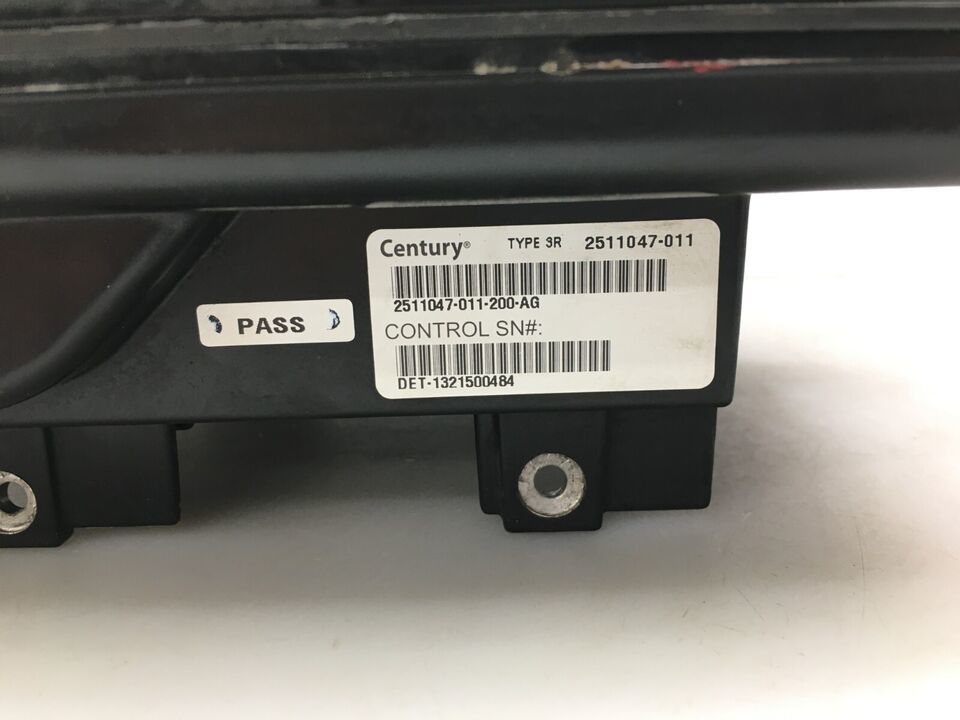 Century® TYPE 3R 2511047-011
2511047-011-200-AG
PASS
CONTROL SN#:
DET-1321500484